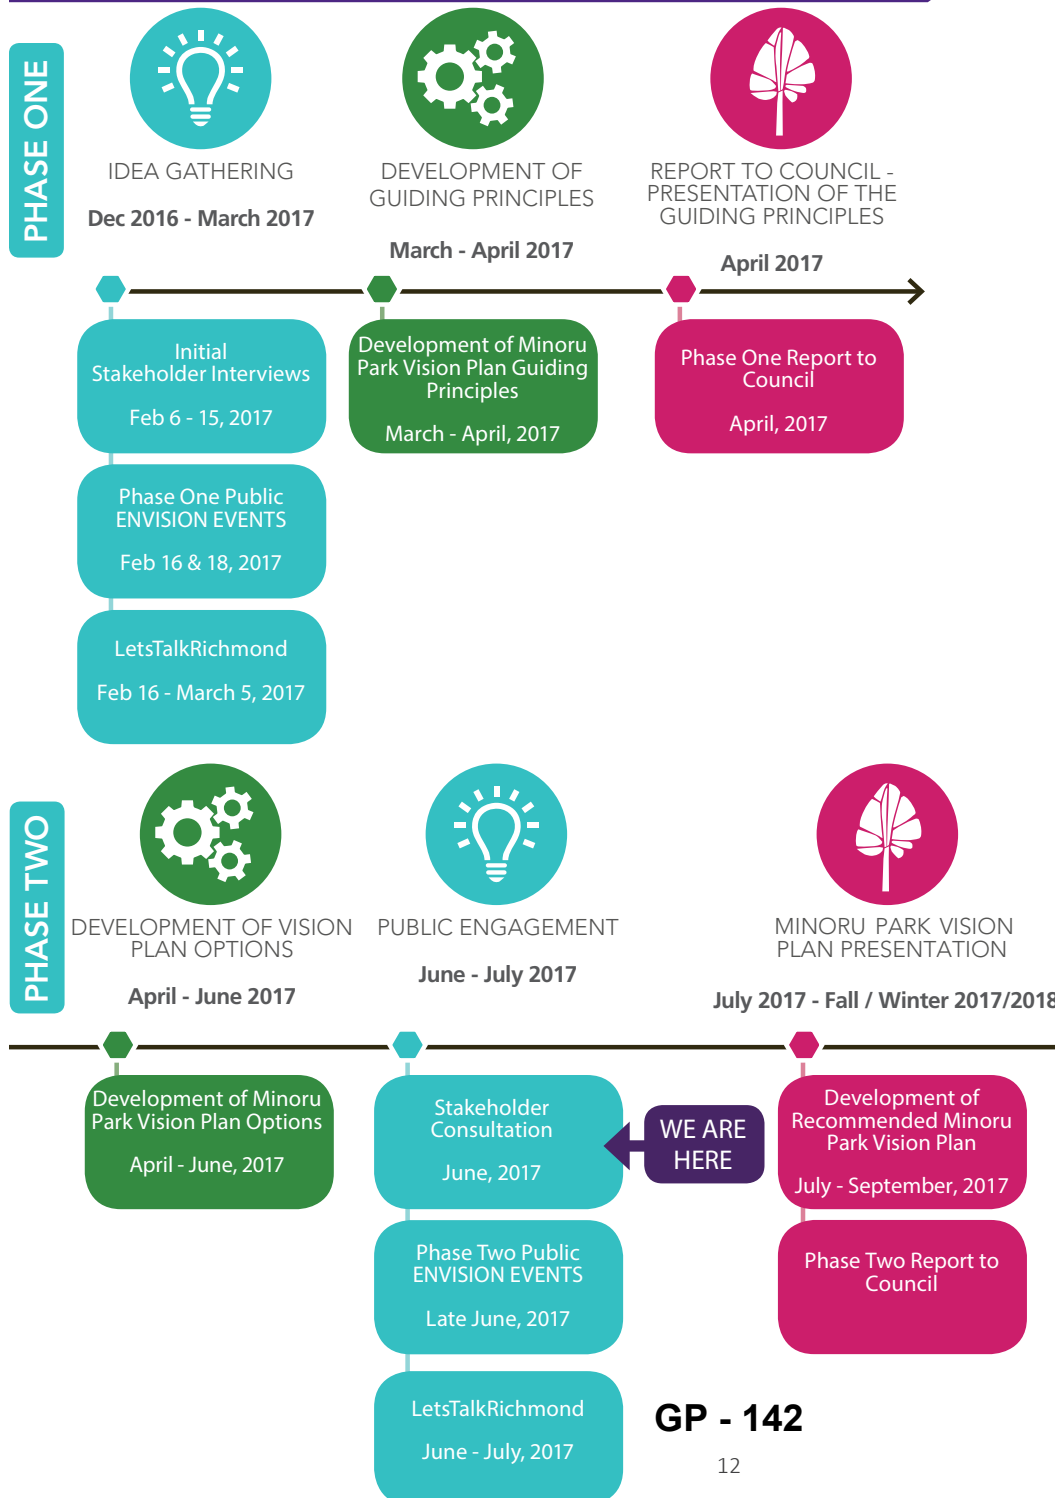 PHASE ONE
IDEA GATHERING
Dec 2016 - March 2017
DEVELOPMENT OF
GUIDING PRINCIPLES
March - April 2017
REPORT TO COUNCIL -
PRESENTATION OF THE
GUIDING PRINCIPLES
April 2017
Initial
Stakeholder Interviews
Feb 6 - 15, 2017
Phase One Public
ENVISION EVENTS
Feb 16 & 18, 2017
LetsTalkRichmond
Feb 16 - March 5, 2017
Development of Minoru
Park Vision Plan Guiding
Principles
March - April, 2017
Phase One Report to
Council
April, 2017
PHASE TWO
DEVELOPMENT OF VISION
PLAN OPTIONS
April - June 2017
PUBLIC ENGAGEMENT
June - July 2017
MINORU PARK VISION
PLAN PRESENTATION
July 2017 - Fall / Winter 2017/2018
Development of Minoru
Park Vision Plan Options
April - June, 2017
Stakeholder
Consultation
June, 2017
WE ARE
HERE
Phase Two Public
ENVISION EVENTS
Late June, 2017
LetsTalkRichmond
June - July, 2017
Development of
Recommended Minoru
Park Vision Plan
July - September, 2017
Phase Two Report to
Council
GP - 142
12